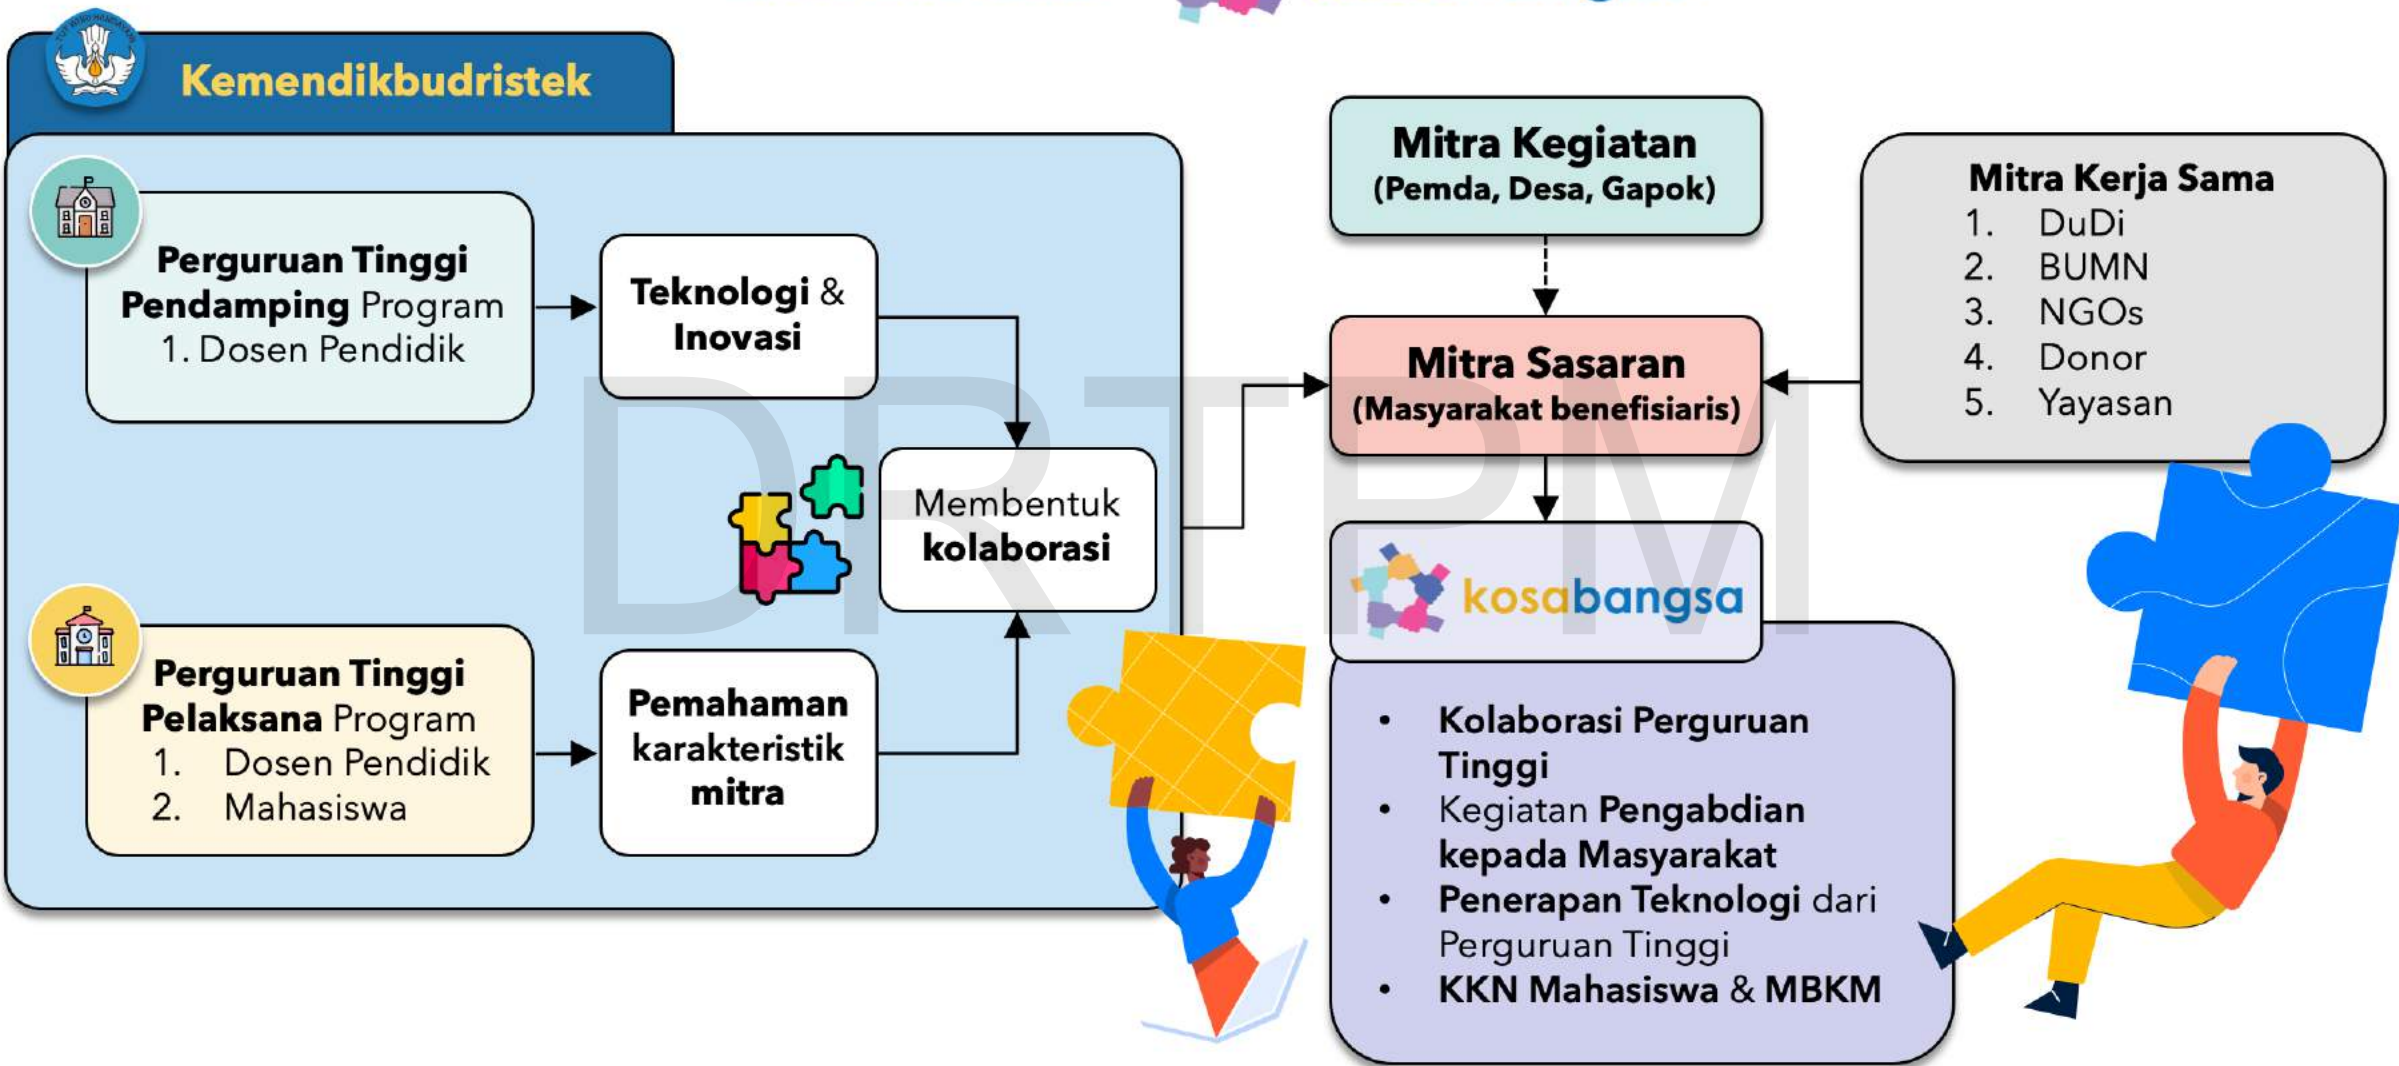 Kemendikbudristek
Perguruan Tinggi
Pendamping Program
1. Dosen Pendidik
Teknologi &
Inovasi
Membentuk
kolaborasi
Perguruan Tinggi
Pelaksana Program
1. Dosen Pendidik
2. Mahasiswa
Pemahaman
karakteristik
mitra
Mitra Kegiatan
(Pemda, Desa, Gapok)
Mitra Sasaran
(Masyarakat benefisiaris)
Mitra Kerja Sama
1. DuDi
2. BUMN
3. NGOs
4. Donor
5. Yayasan
kosabangsa
• Kolaborasi Perguruan
Tinggi
• Kegiatan Pengabdian
kepada Masyarakat
• Penerapan Teknologi dari
Perguruan Tinggi
• KKN Mahasiswa & MBKM
DRTPM